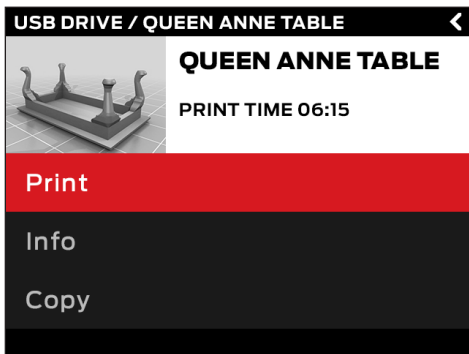 USB DRIVE / QUEEN ANNE TABLE
QUEEN ANNE TABLE
PRINT TIME 06:15
Print
Info
Copy